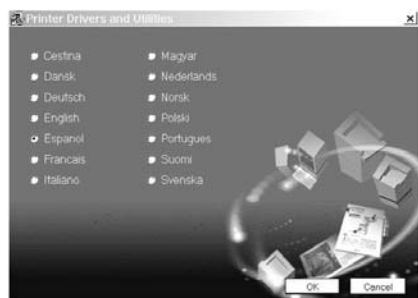 Printer Drivers and Utilities
Cestina
Dansk
Deutsch
English
Espanol
Francais
Italiano
Magyar
Nederlands
Norsk
Polski
Portugues
Suomi
Svenska
OK
Cancel